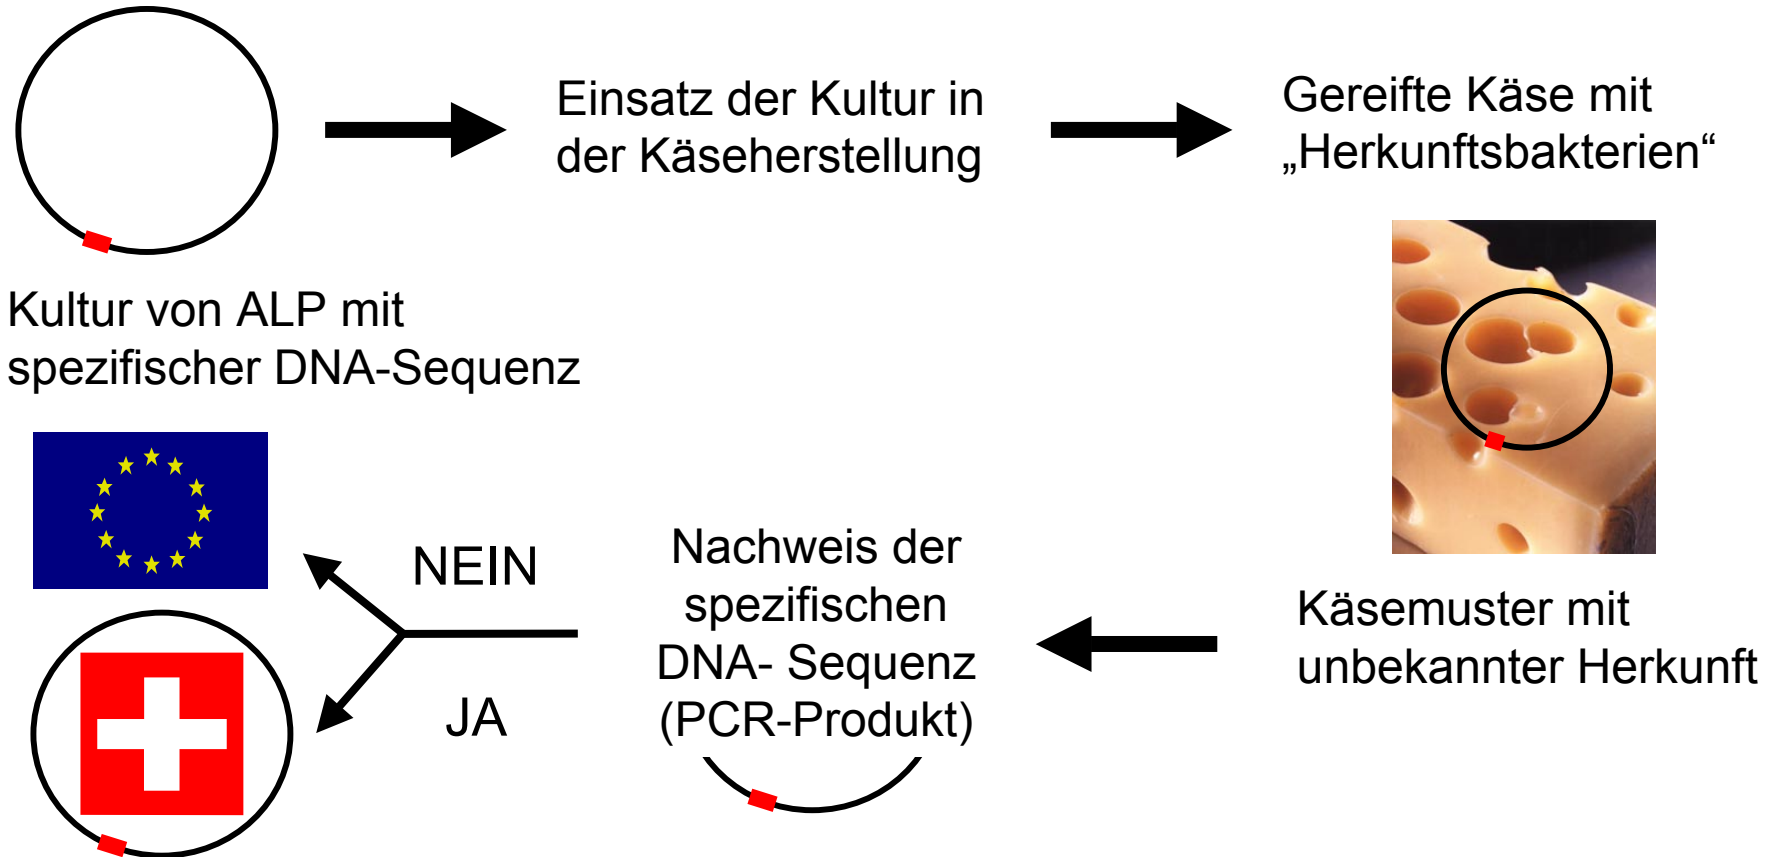 Einsatz der Kultur in
der Käseherstellung
Gereifte Käse mit
„Herkunftsbakterien“
Kultur von ALP mit
spezifischer DNA-Sequenz
Käsemuster mit
unbekannter Herkunft
Nachweis der
spezifischen
DNA- Sequenz
(PCR-Produkt)
NEIN
JA